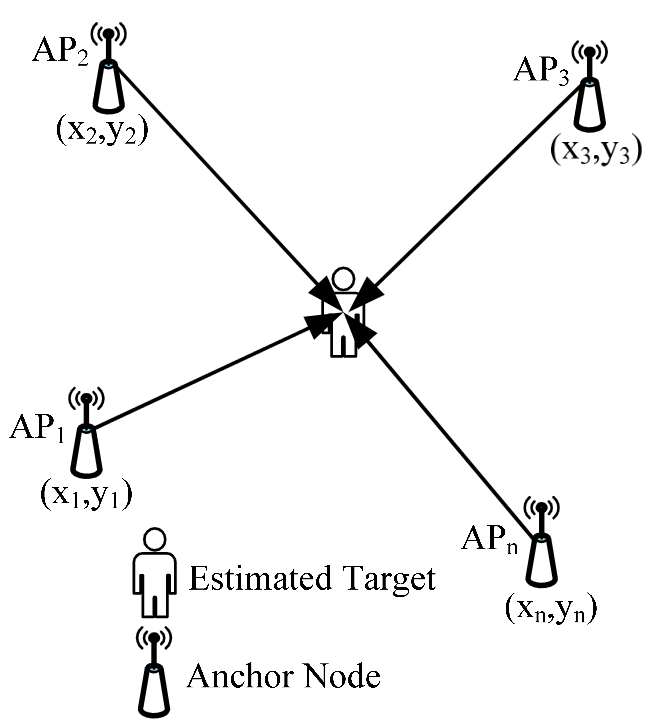 AP₂
(x₂,y₂)
AP₃
(x₃,y₃)
AP₁
(x₁,y₁)
APₙ
(xₙ,yₙ)
Estimated Target
Anchor Node